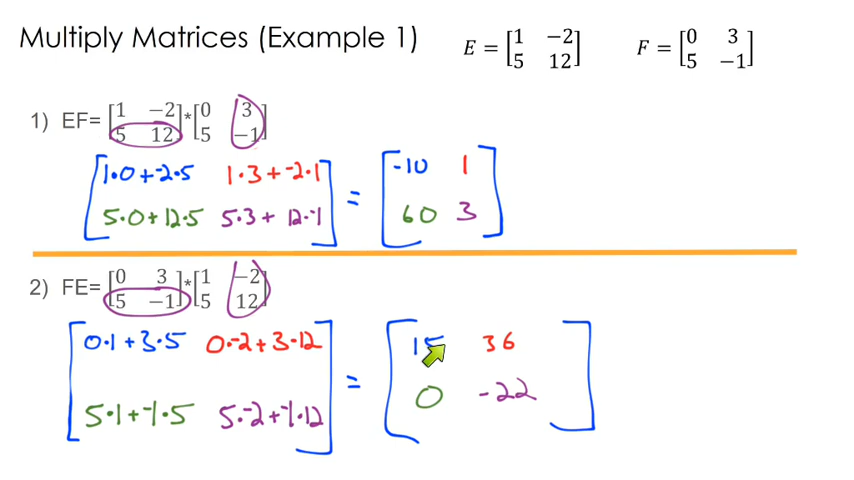 Multiply Matrices (Example 1) E = [1 −2 F = [0 3
5 12] 5 −1]
1) EF= [1 −2]*[0 3]
5 12 5 −1
[1·0+-2·5 1·3+-2·1] = [-10 1]
5·0+12·5 5·3+ 12·-1 60 3
2) FE= [0 3]*[1 −2]
5 −1 5 12
[0·1+3·5 0·-2+3·12] = [15 36]
5·1+-1·5 5·-2+-1·12 0 -22